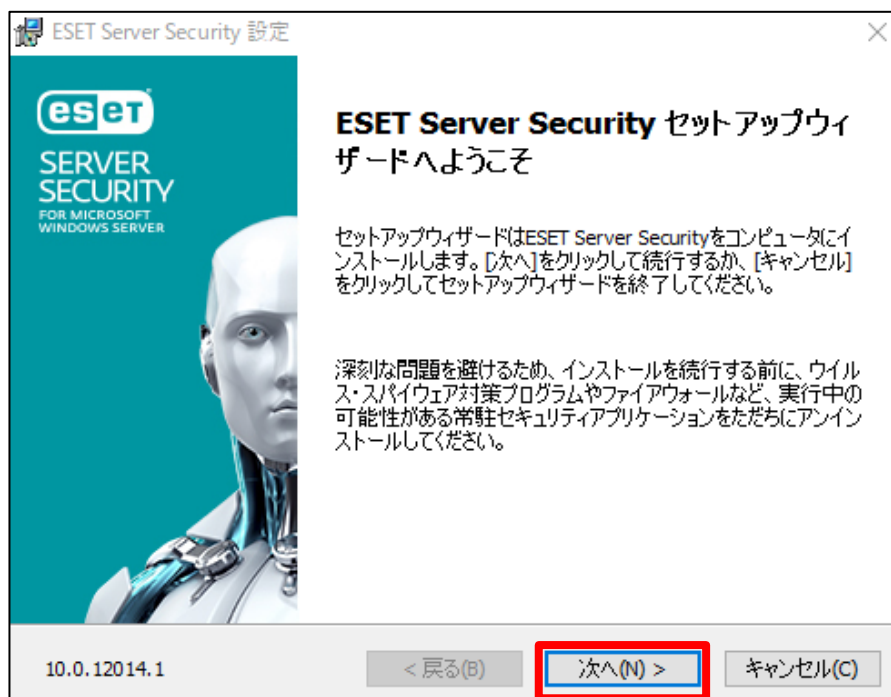 ESET Server Security 設定
eseT
SERVER
SECURITY
FOR MICROSOFT
WINDOWS SERVER
ESET Server Security セットアップウィ
ザードへようこそ
セットアップウィザードはESET Server Securityをコンピュータにイ
ンストールします。[次へ]をクリックして続行するか、[キャンセル]
をクリックしてセットアップウィザードを終了してください。
深刻な問題を避けるため、インストールを続行する前に、ウイル
ス・スパイウェア対策プログラムやファイアウォールなど、実行中の
可能性がある常駐セキュリティアプリケーションをただちにアンイン
ストールしてください。
10.0.12014.1
< 戻る(B)
次へ(N) >
キャンセル(C)